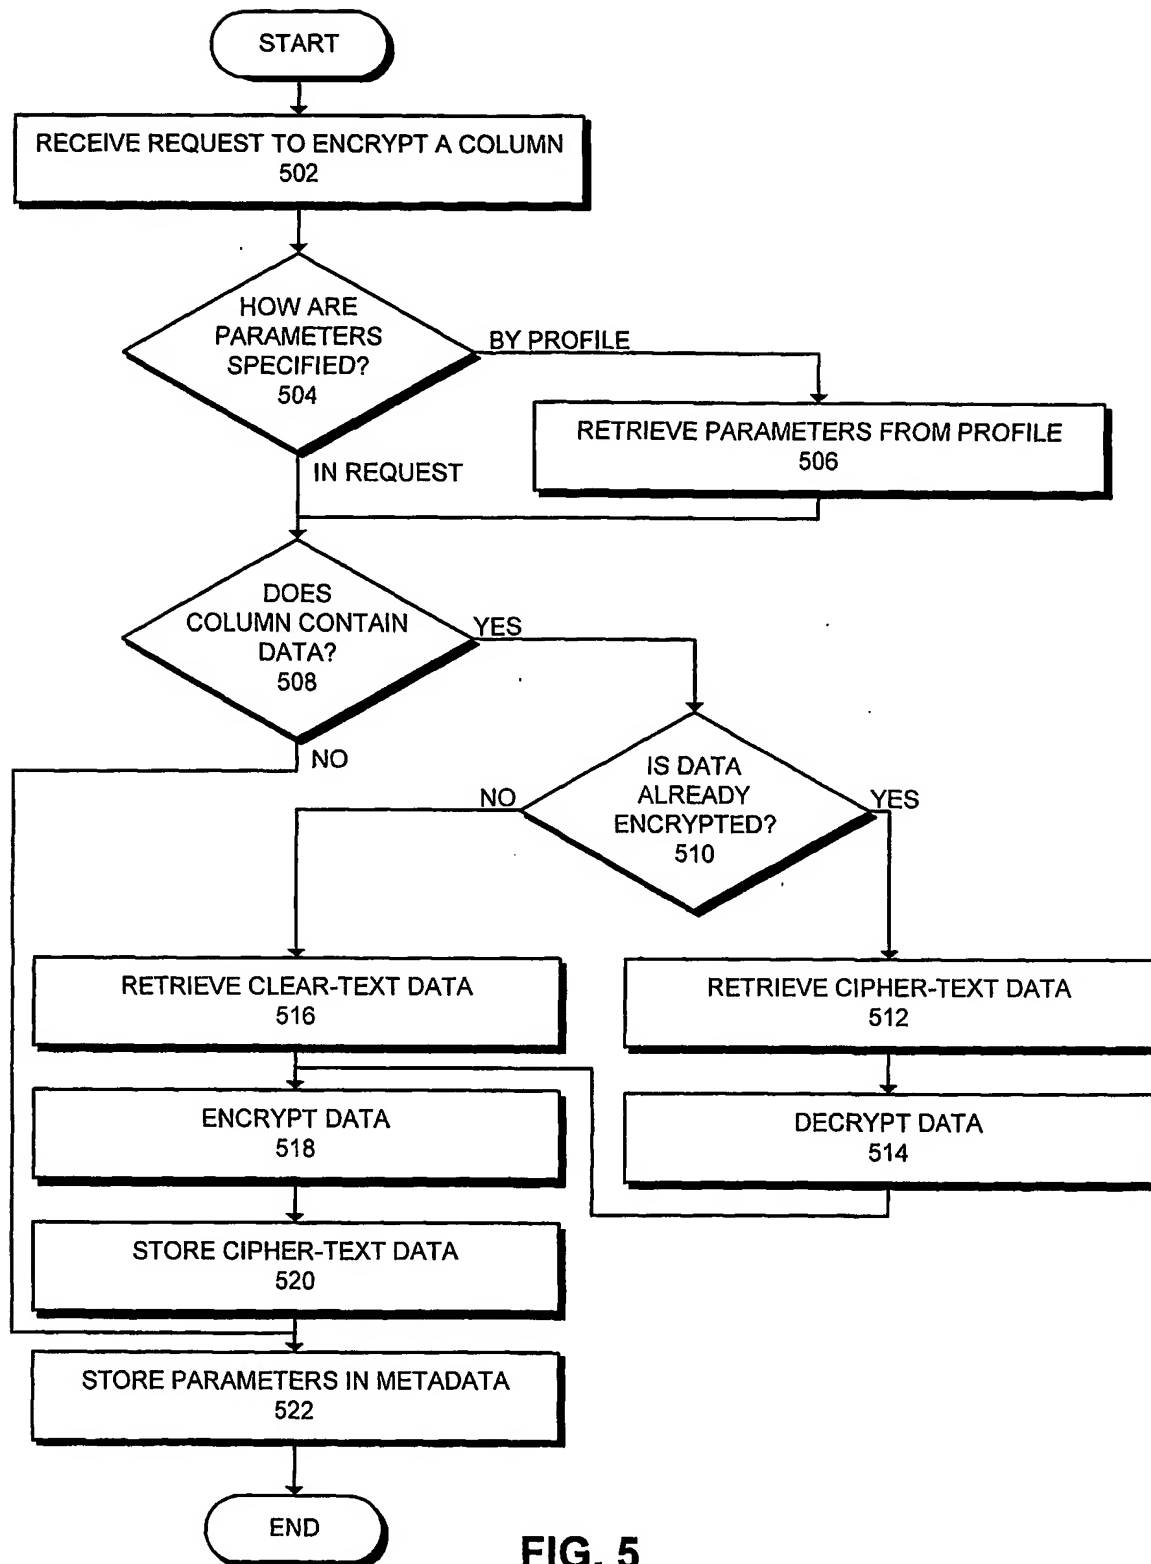 START
RECEIVE REQUEST TO ENCRYPT A COLUMN
502
HOW ARE
PARAMETERS
SPECIFIED?
504
BY PROFILE
RETRIEVE PARAMETERS FROM PROFILE
506
IN REQUEST
DOES
COLUMN CONTAIN
DATA?
508
YES
NO
IS DATA
ALREADY
ENCRYPTED?
510
NO
YES
RETRIEVE CLEAR-TEXT DATA
516
RETRIEVE CIPHER-TEXT DATA
512
ENCRYPT DATA
518
DECRYPT DATA
514
STORE CIPHER-TEXT DATA
520
STORE PARAMETERS IN METADATA
522
END
FIG. 5